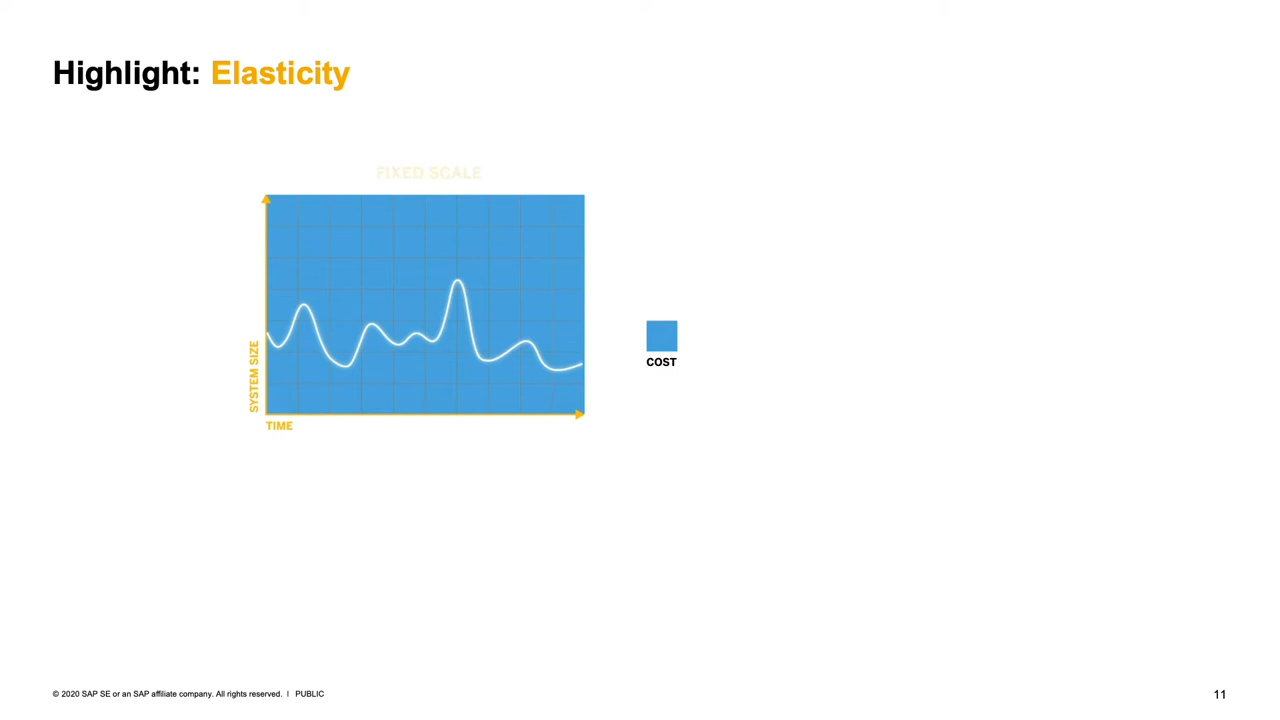 Highlight: Elasticity
FIXED SCALE
SYSTEM SIZE
TIME
COST
© 2020 SAP SE or an SAP affiliate company. All rights reserved. I PUBLIC
11